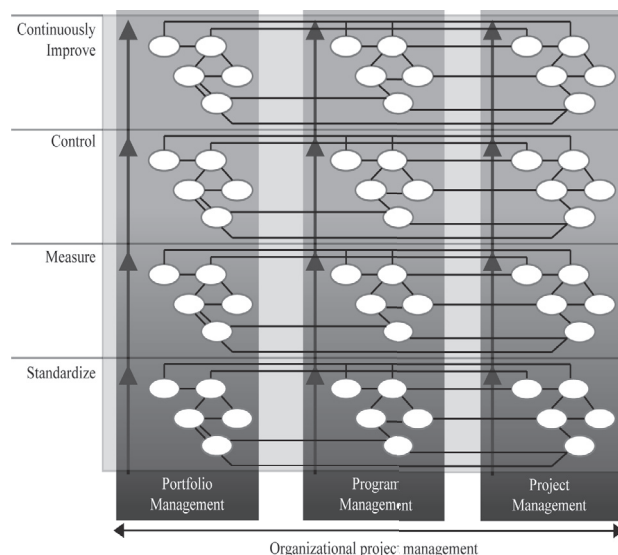 Continuously
Improve
Control
Measure
Standardize
Portfolio
Management
Program
Management
Project
Management
Organizational project management